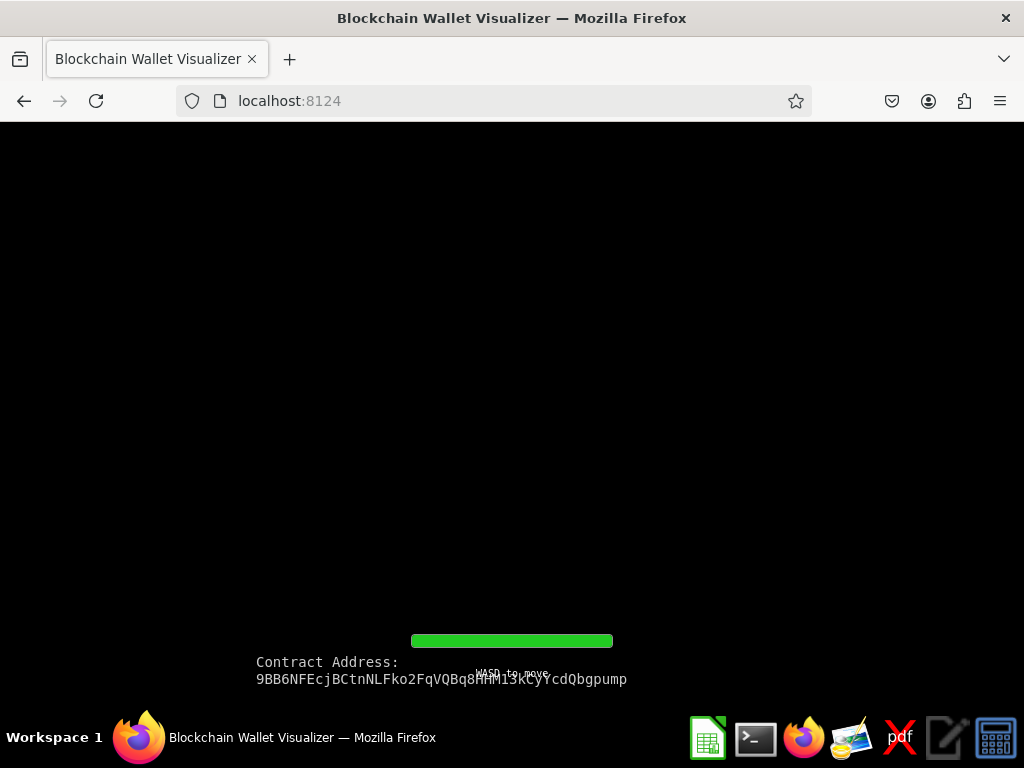 Blockchain Wallet Visualizer — Mozilla Firefox
Blockchain Wallet Visualizer
localhost:8124
Contract Address:
WASD to move
9BB6NFEcjBCtnNLFko2FqVQBq8HHM13kCyYcdQbgpump
Workspace 1
Blockchain Wallet Visualizer — Mozilla Firefox
pdf